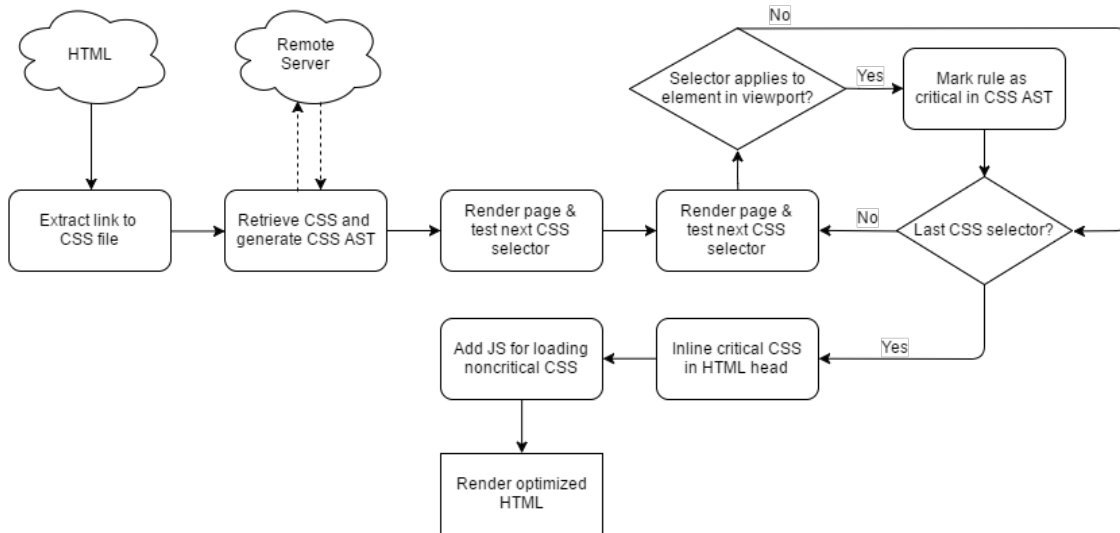 HTML
Remote
Server
No
Selector applies to
element in viewport?
Yes
Mark rule as
critical in CSS AST
Extract link to
CSS file
Retrieve CSS and
generate CSS AST
Render page &
test next CSS
selector
Render page &
test next CSS
selector
No
Last CSS selector?
Add JS for loading
noncritical CSS
Inline critical CSS
in HTML head
Yes
Render optimized
HTML